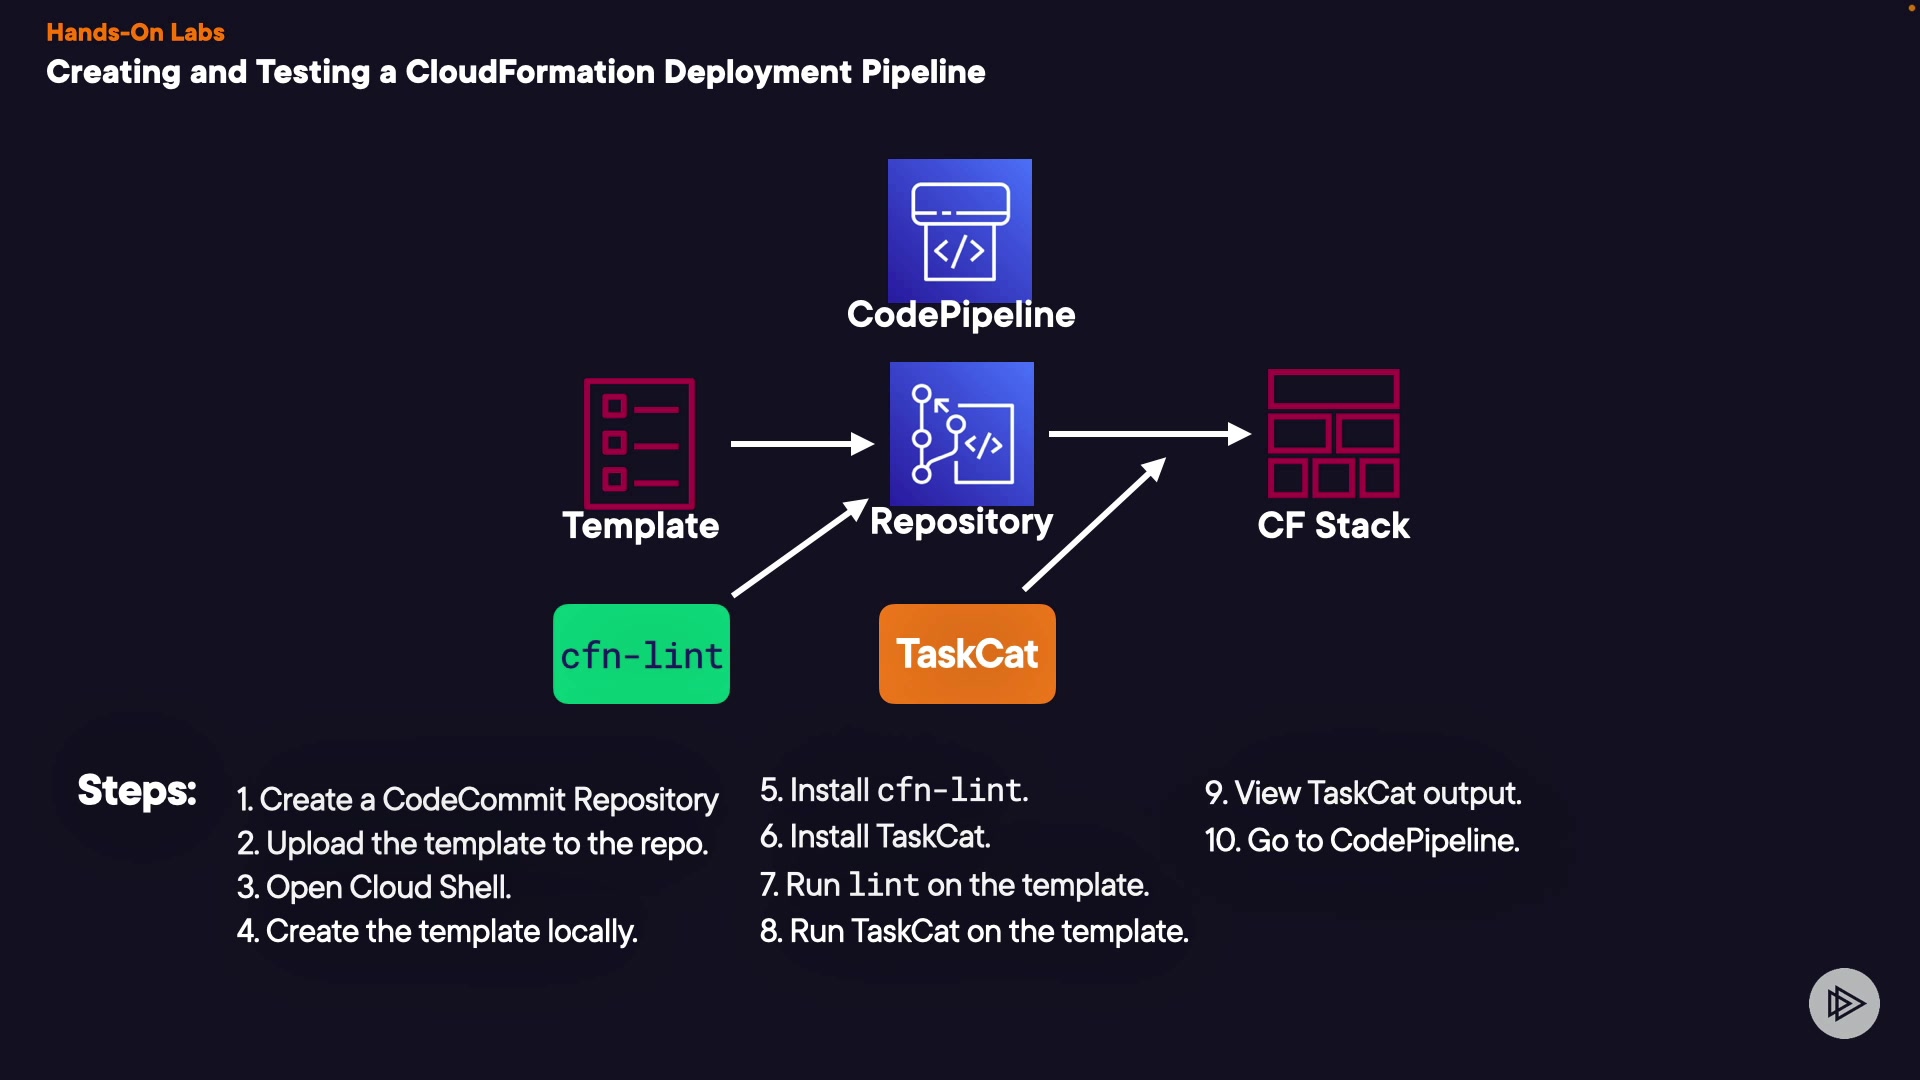 Hands-On Labs
Creating and Testing a CloudFormation Deployment Pipeline
CodePipeline
Template
Repository
CF Stack
cfn-lint
TaskCat
Steps:
1. Create a CodeCommit Repository
2. Upload the template to the repo.
3. Open Cloud Shell.
4. Create the template locally.
5. Install cfn-lint.
6. Install TaskCat.
7. Run lint on the template.
8. Run TaskCat on the template.
9. View TaskCat output.
10. Go to CodePipeline.